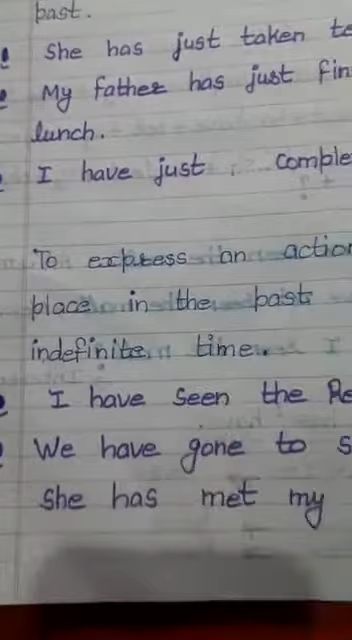 past.
She has just taken
My father has just
lunch.
I have just
To express an action
place in the past
indefinite time.
I have seen the
We have gone to
she has met my